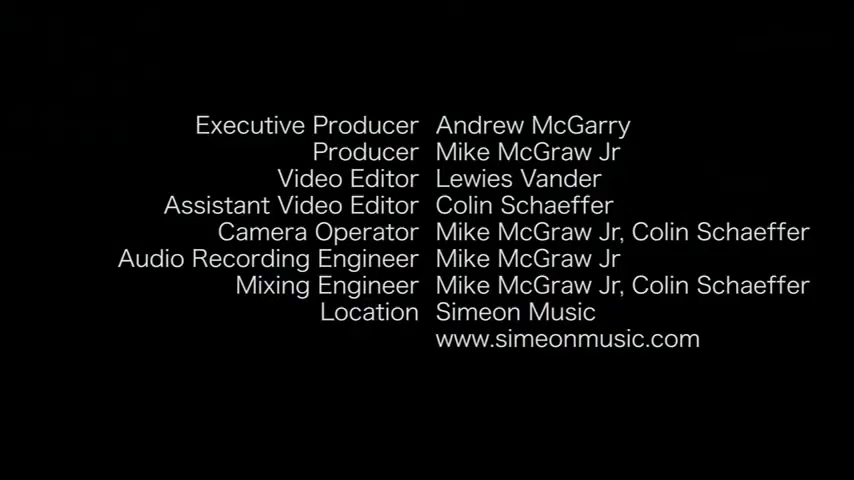 Executive Producer Andrew McGarry
Producer Mike McGraw Jr
Video Editor Lewies Vander
Assistant Video Editor Colin Schaeffer
Camera Operator Mike McGraw Jr, Colin Schaeffer
Audio Recording Engineer Mike McGraw Jr
Mixing Engineer Mike McGraw Jr, Colin Schaeffer
Location Simeon Music
www.simeonmusic.com